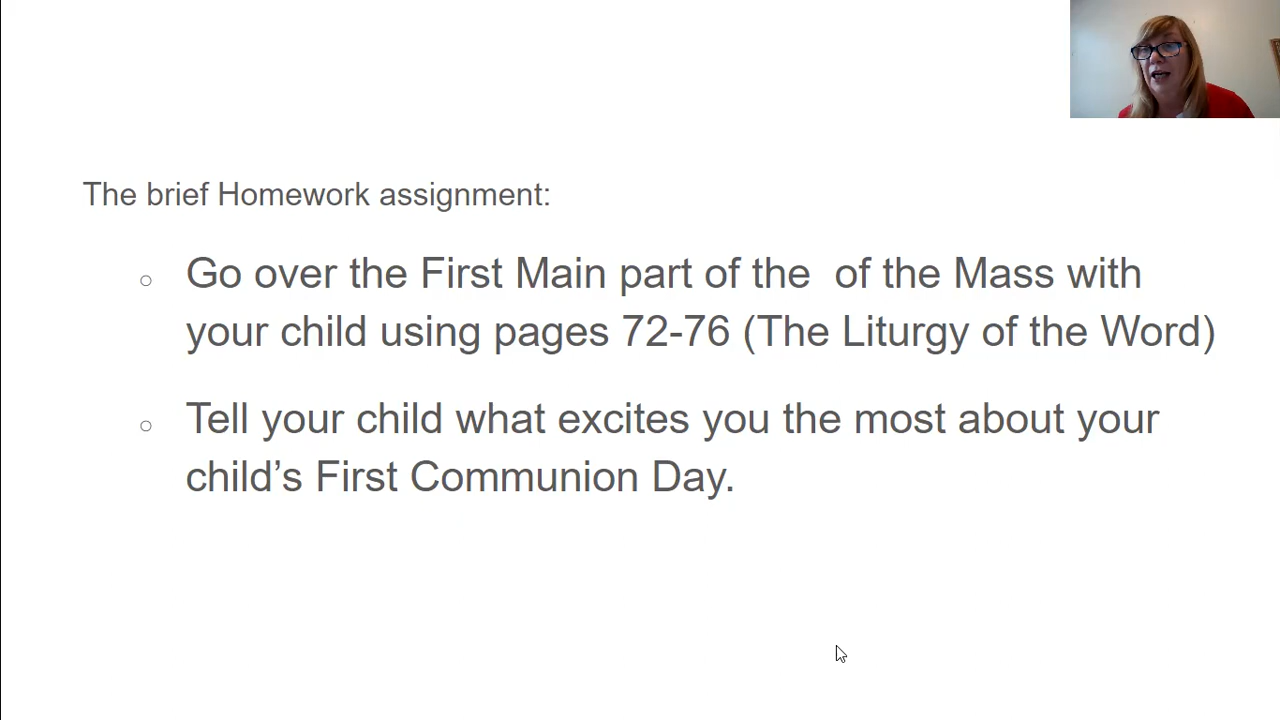 The brief Homework assignment:
○ Go over the First Main part of the  of the Mass with
your child using pages 72-76 (The Liturgy of the Word)
○ Tell your child what excites you the most about your
child’s First Communion Day.